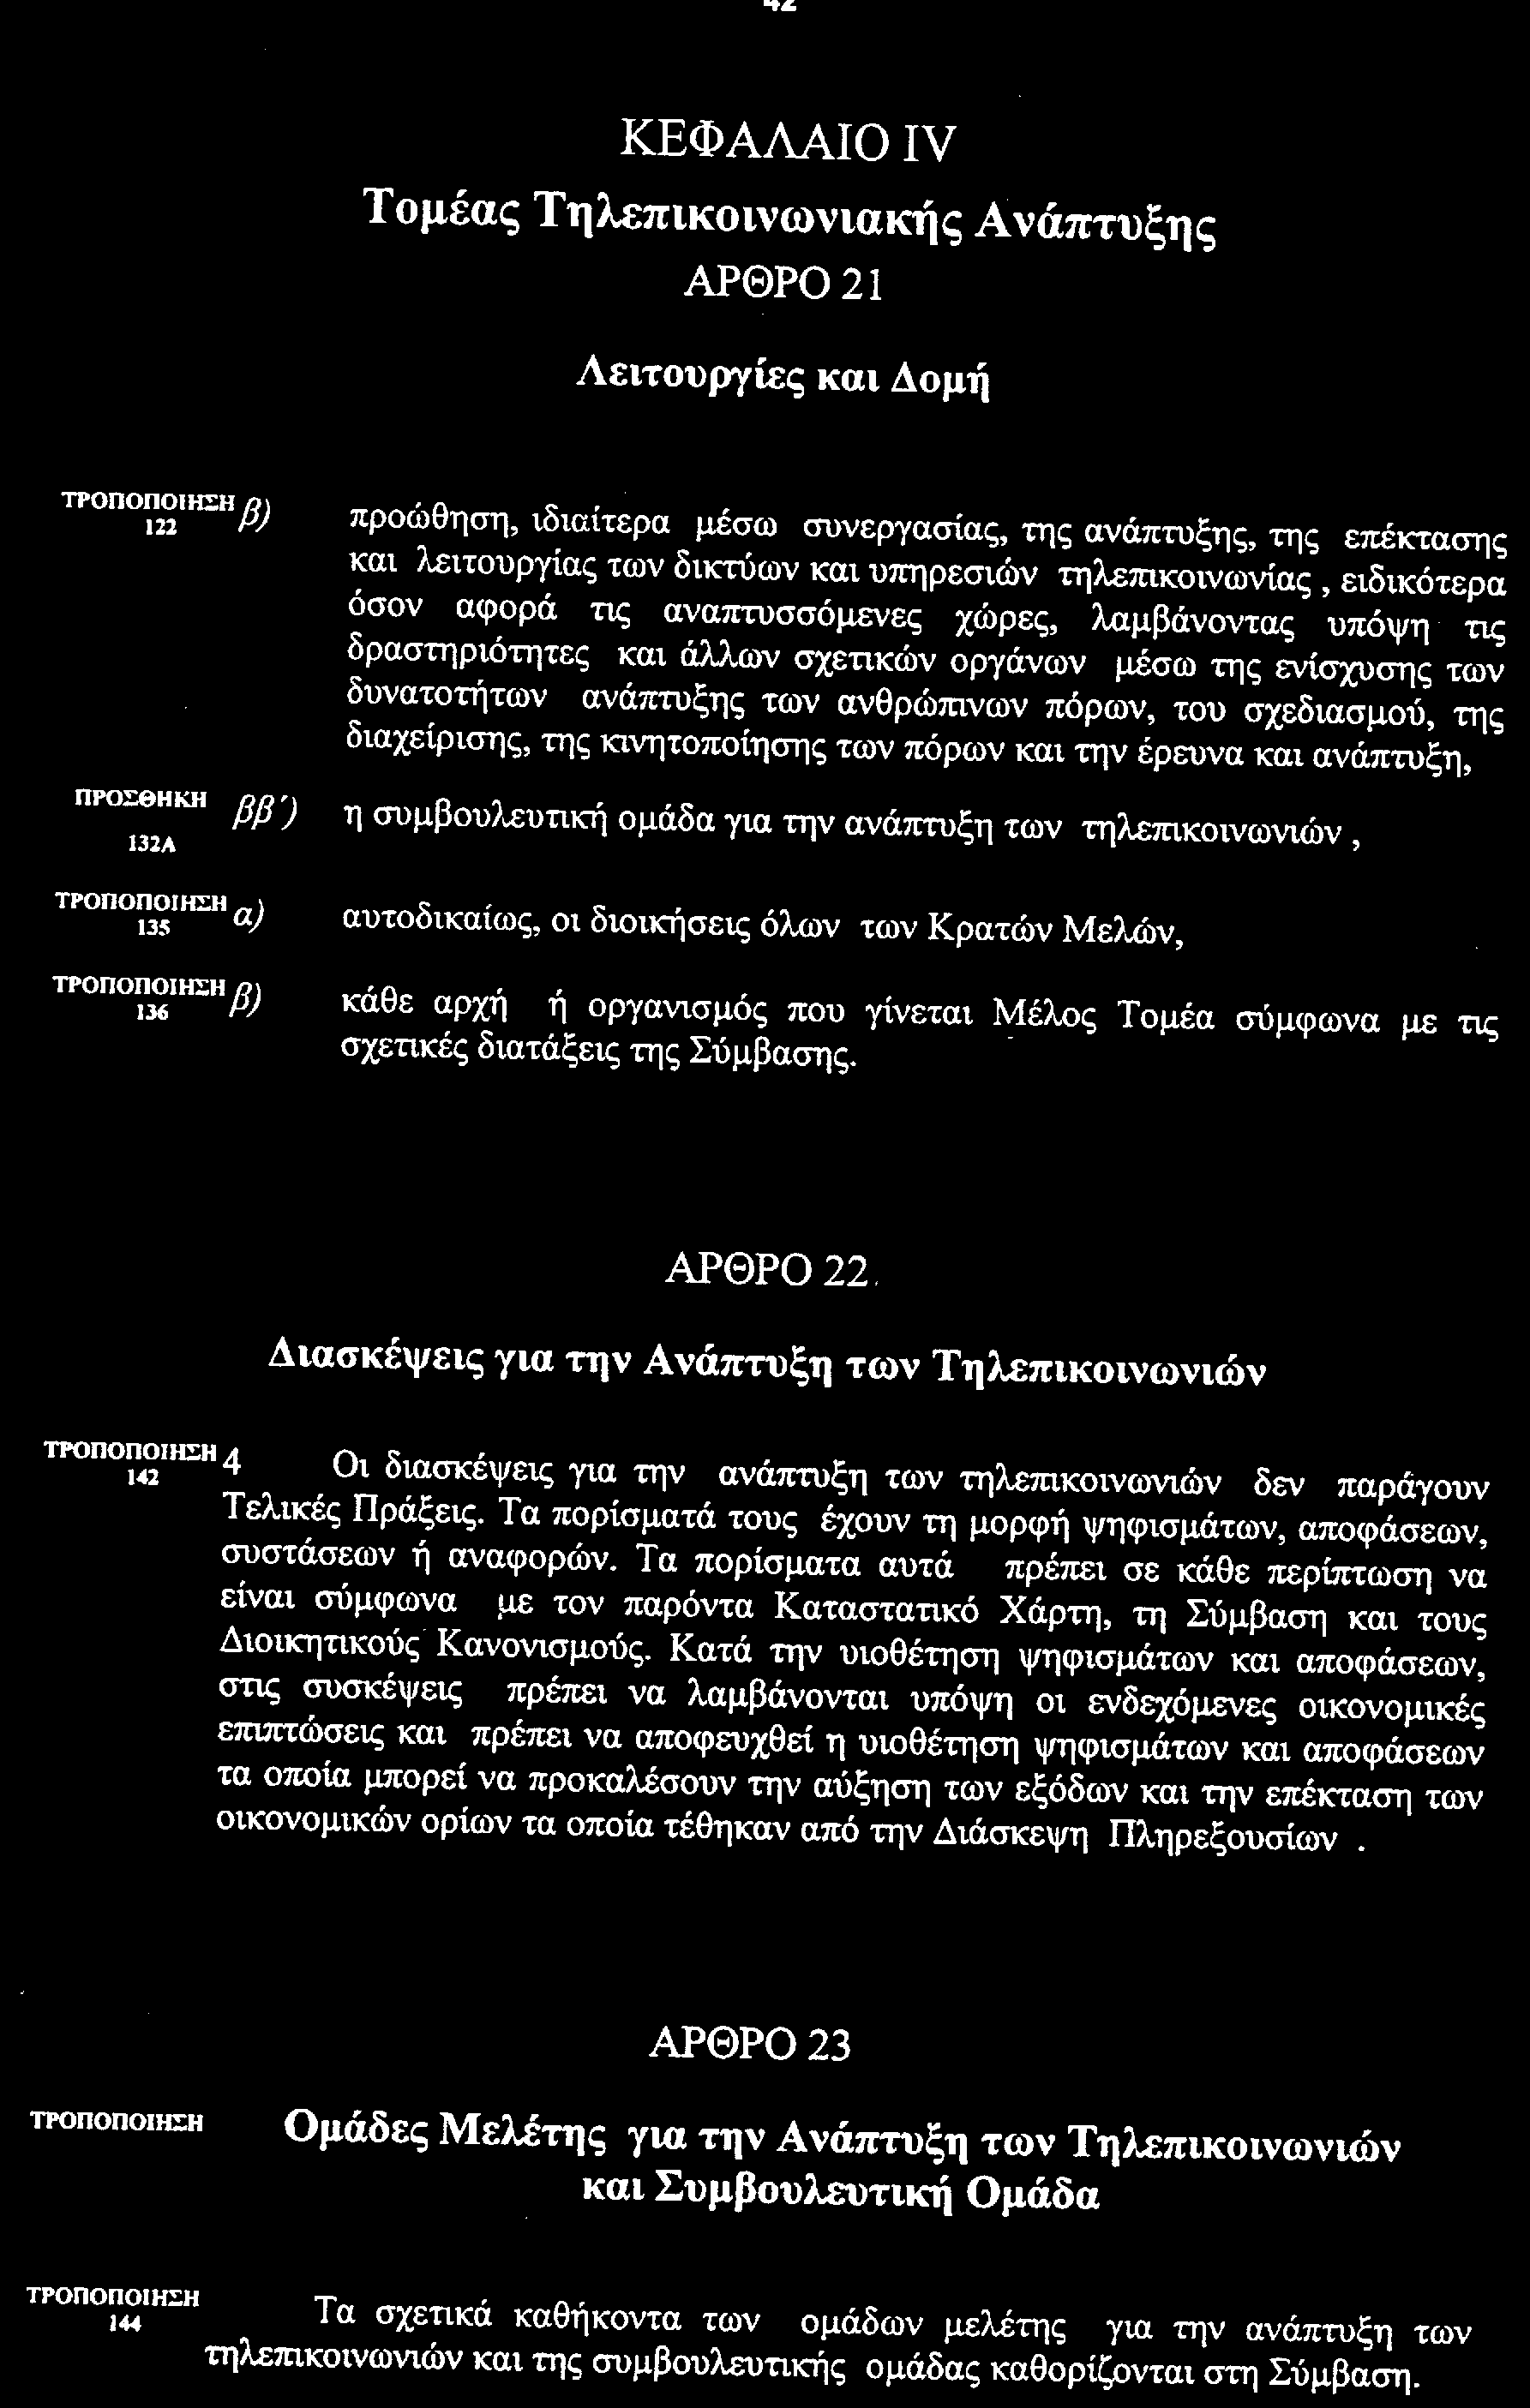 42
ΚΕΦΑΛΑΙΟ IV
Τομέας Τηλεπικοινωνιακής Ανάπτυξης
ΑΡΘΡΟ 21
Λειτουργίες και Δομή
ΤΡΟΠΟΠΟΙΗΣΗ β) προώθηση, ιδιαίτερα μέσω συνεργασίας, της ανάπτυξης, της επέκτασης
122
και λειτουργίας των δικτύων και υπηρεσιών τηλεπικοινωνίας , ειδικότερα
όσον αφορά τις αναπτυσσόμενες χώρες, λαμβάνοντας υπόψη τις
δραστηριότητες και άλλων σχετικών οργάνων μέσω της ενίσχυσης των
δυνατοτήτων ανάπτυξης των ανθρώπινων πόρων, του σχεδιασμού, της
διαχείρισης, της κινητοποίησης των πόρων και την έρευνα και ανάπτυξη,
ΠΡΟΣΘΗΚΗ ββ΄) η συμβουλευτική ομάδα για την ανάπτυξη των τηλεπικοινωνιών ,
132Α
ΤΡΟΠΟΠΟΙΗΣΗ α) αυτοδικαίως, οι διοικήσεις όλων των Κρατών Μελών,
135
ΤΡΟΠΟΠΟΙΗΣΗ β) κάθε αρχή ή οργανισμός που γίνεται Μέλος Τομέα σύμφωνα με τις
136
σχετικές διατάξεις της Σύμβασης.
ΑΡΘΡΟ 22.
Διασκέψεις για την Ανάπτυξη των Τηλεπικοινωνιών
ΤΡΟΠΟΠΟΙΗΣΗ 4 Οι διασκέψεις για την ανάπτυξη των τηλεπικοινωνιών δεν παράγουν
142
Τελικές Πράξεις. Τα πορίσματά τους έχουν τη μορφή ψηφισμάτων, αποφάσεων,
συστάσεων ή αναφορών. Τα πορίσματα αυτά πρέπει σε κάθε περίπτωση να
είναι σύμφωνα με τον παρόντα Καταστατικό Χάρτη, τη Σύμβαση και τους
Διοικητικούς Κανονισμούς. Κατά την υιοθέτηση ψηφισμάτων και αποφάσεων,
στις συσκέψεις πρέπει να λαμβάνονται υπόψη οι ενδεχόμενες οικονομικές
επιπτώσεις και πρέπει να αποφευχθεί η υιοθέτηση ψηφισμάτων και αποφάσεων
τα οποία μπορεί να προκαλέσουν την αύξηση των εξόδων και την επέκταση των
οικονομικών ορίων τα οποία τέθηκαν από την Διάσκεψη Πληρεξουσίων .
ΑΡΘΡΟ 23
ΤΡΟΠΟΠΟΙΗΣΗ Ομάδες Μελέτης για την Ανάπτυξη των Τηλεπικοινωνιών
και Συμβουλευτική Ομάδα
ΤΡΟΠΟΠΟΙΗΣΗ Τα σχετικά καθήκοντα των ομάδων μελέτης για την ανάπτυξη των
144
τηλεπικοινωνιών και της συμβουλευτικής ομάδας καθορίζονται στη Σύμβαση.